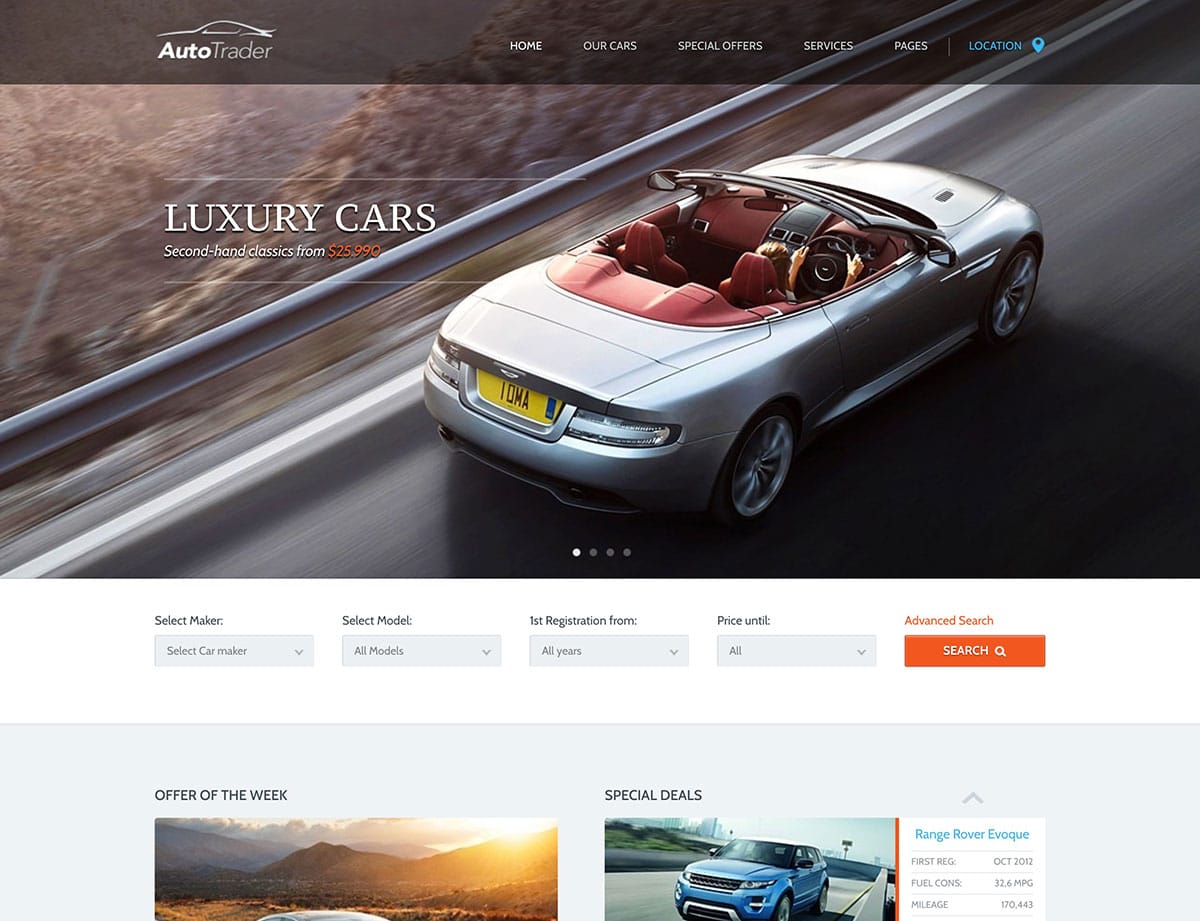 AutoTrader
HOME OUR CARS SPECIAL OFFERS SERVICES PAGES LOCATION
LUXURY CARS
Second-hand classics from $25.990
10MA
Select Maker: Select Model: 1st Registration from: Price until: Advanced Search
Select Car maker All Models All years All SEARCH
OFFER OF THE WEEK SPECIAL DEALS
Range Rover Evoque
FIRST REG: OCT 2012
FUEL CONS: 32,6 MPG
MILEAGE 170,443